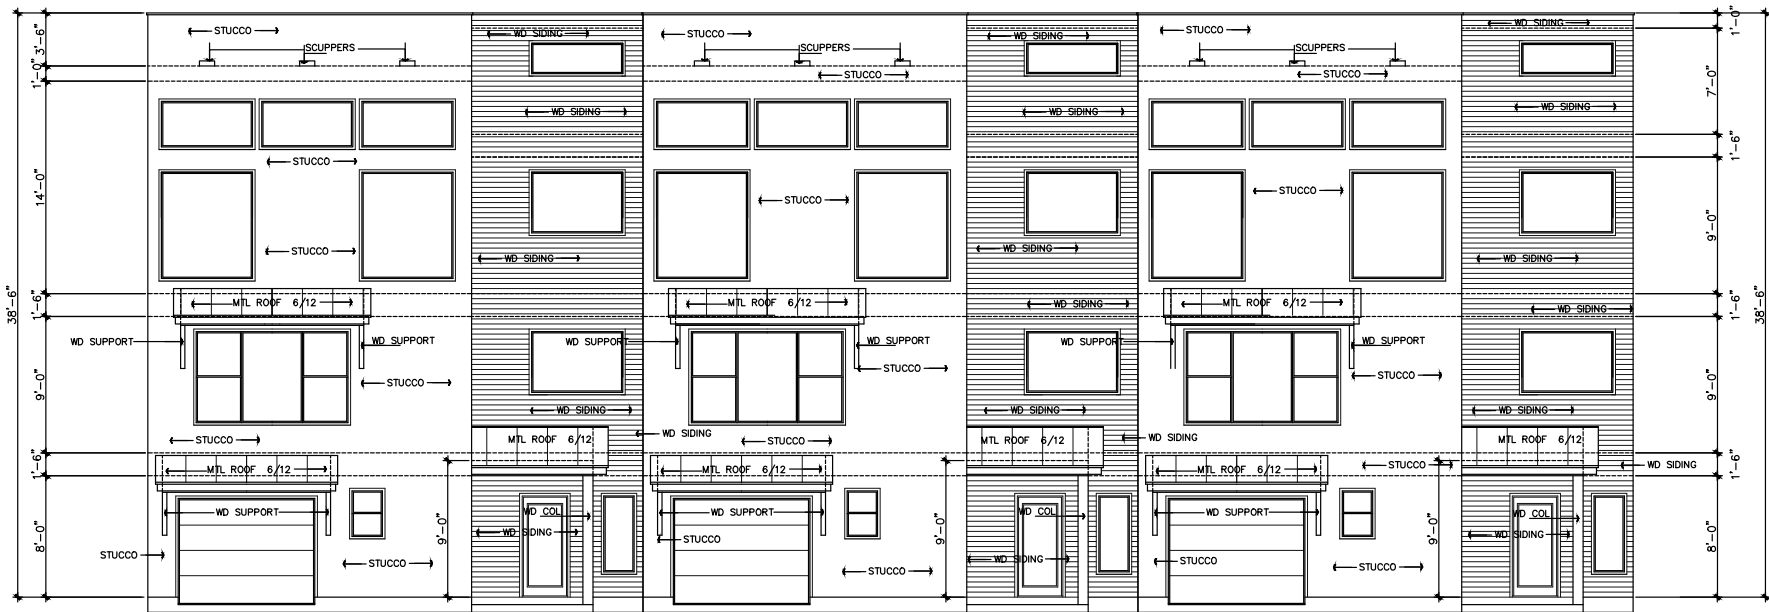 STUCCO
WD SIDING
STUCCO
WD SIDING
STUCCO
WD SIDING
SCUPPERS
SCUPPERS
SCUPPERS
STUCCO
STUCCO
WD SIDING
WD SIDING
WD SIDING
STUCCO
STUCCO
STUCCO
STUCCO
WD SIDING
WD SIDING
WD SIDING
MTL ROOF 6/12
MTL ROOF 6/12
WD SIDING
MTL ROOF 6/12
WD SIDING
WD SUPPORT
WD SUPPORT
WD SUPPORT
WD SUPPORT
WD SUPPORT
WD SUPPORT
STUCCO
STUCCO
STUCCO
WD SIDING
WD SIDING
WD SIDING
STUCCO
MTL ROOF 6/12
WD SIDING
STUCCO
MTL ROOF 6/12
WD SIDING
MTL ROOF 6/12
MTL ROOF 6/12
MTL ROOF 6/12
MTL ROOF 6/12
STUCCO
WD SIDING
WD SUPPORT
WD COL
WD SUPPORT
WD COL
WD SUPPORT
WD COL
STUCCO
WD SIDING
STUCCO
WD SIDING
STUCCO
WD SIDING
STUCCO
STUCCO
STUCCO
38'-6"
3'-6"
1'-0"
14'-0"
1'-6"
9'-0"
1'-6"
8'-0"
9'-0"
9'-0"
9'-0"
1'-0"
7'-0"
1'-6"
9'-0"
1'-6"
9'-0"
1'-6"
8'-0"
38'-6"